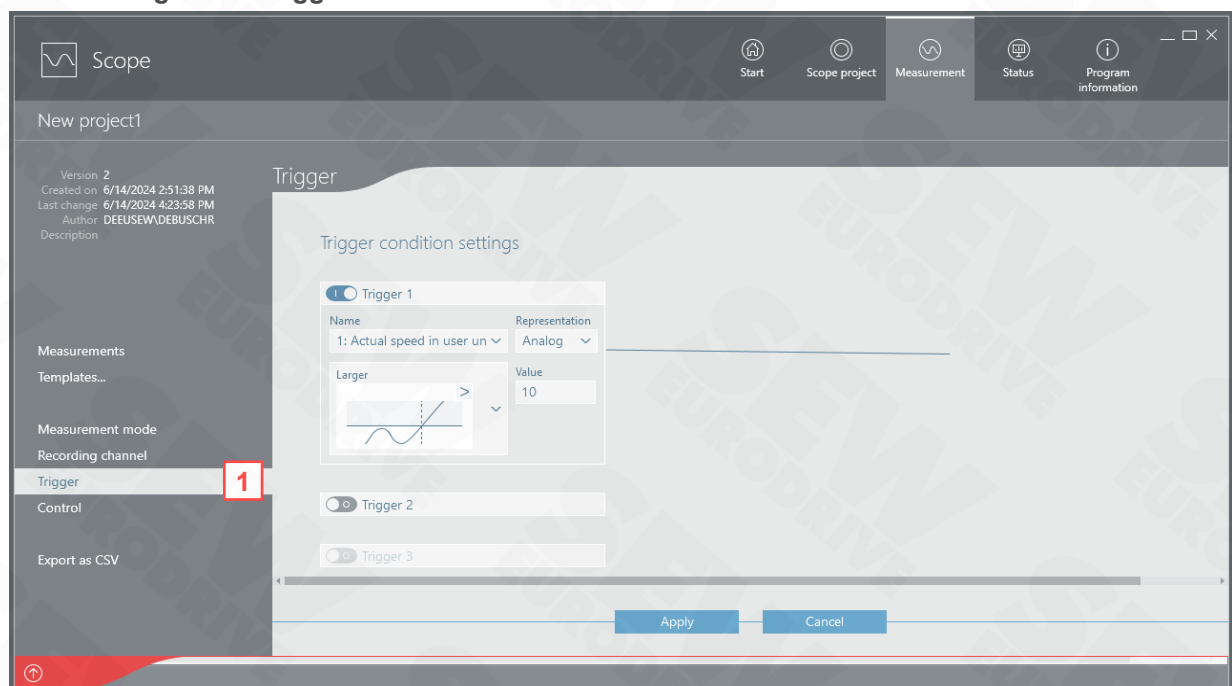 Scope
Start
Scope project
Measurement
Status
Program
information
New project1
Version 2
Created on 6/14/2024 2:51:38 PM
Last change 6/14/2024 4:23:58 PM
Author DEEUSEW\DEBUSCHR
Description
Trigger
Trigger condition settings
Trigger 1
Name
Representation
1: Actual speed in user un
Analog
Larger
>
Value
10
Measurements
Templates...
Measurement mode
Recording channel
Trigger
1
Control
Export as CSV
Trigger 2
Trigger 3
Apply
Cancel
SEW
EURODRIVE